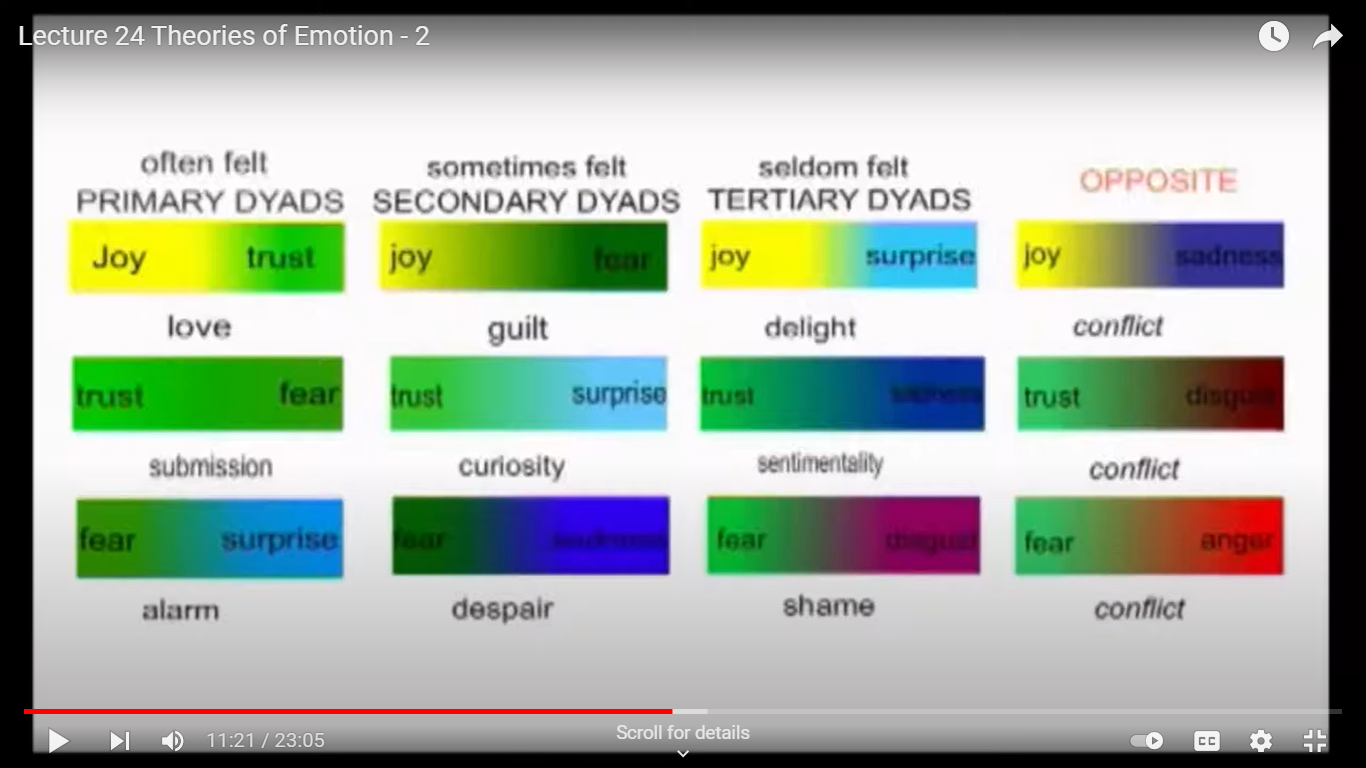 Lecture 24 Theories of Emotion - 2
often felt
PRIMARY DYADS
sometimes felt
SECONDARY DYADS
seldom felt
TERTIARY DYADS
OPPOSITE
Joy trust
joy fear
joy surprise
joy sadness
love
guilt
delight
conflict
trust fear
trust surprise
trust sadness
trust disgust
submission
curiosity
sentimentality
conflict
fear surprise
fear sadness
fear disgust
fear anger
alarm
despair
shame
conflict
11:21 / 23:05
Scroll for details
CC